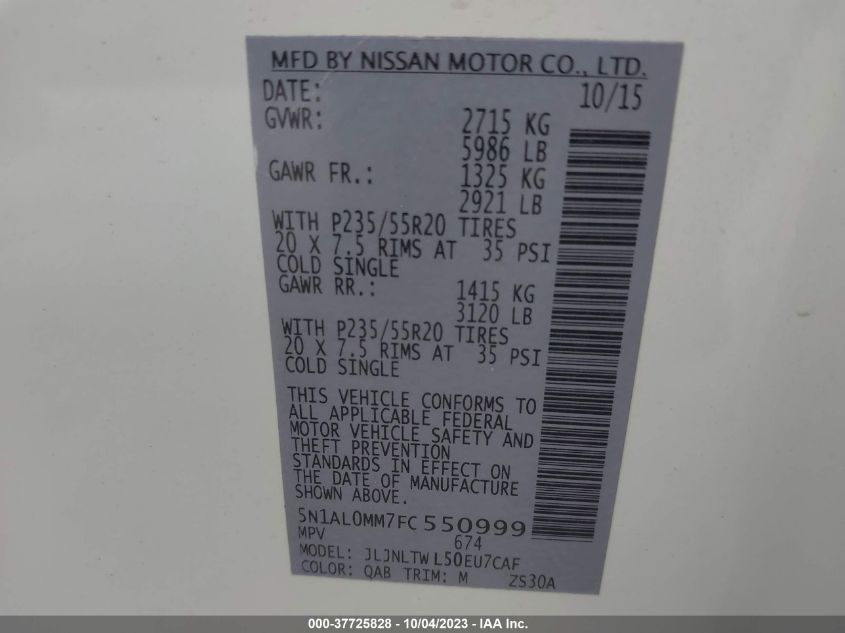 MFD BY NISSAN MOTOR CO., LTD.
DATE: 10/15
GVWR: 2715 KG
5986 LB
GAWR FR.: 1325 KG
2921 LB
WITH P235/55R20 TIRES
20 X 7.5 RIMS AT 35 PSI
COLD SINGLE
GAWR RR.: 1415 KG
3120 LB
WITH P235/55R20 TIRES
20 X 7.5 RIMS AT 35 PSI
COLD SINGLE
THIS VEHICLE CONFORMS TO
ALL APPLICABLE FEDERAL
MOTOR VEHICLE SAFETY AND
THEFT PREVENTION
STANDARDS IN EFFECT ON
THE DATE OF MANUFACTURE
SHOWN ABOVE.
5N1AL0MM7FC550999
MPV 674
MODEL: JLJNLTWL50EU7CAF
COLOR: QAB TRIM: M ZS30A
000-37725828 - 10/04/2023 - IAA Inc.